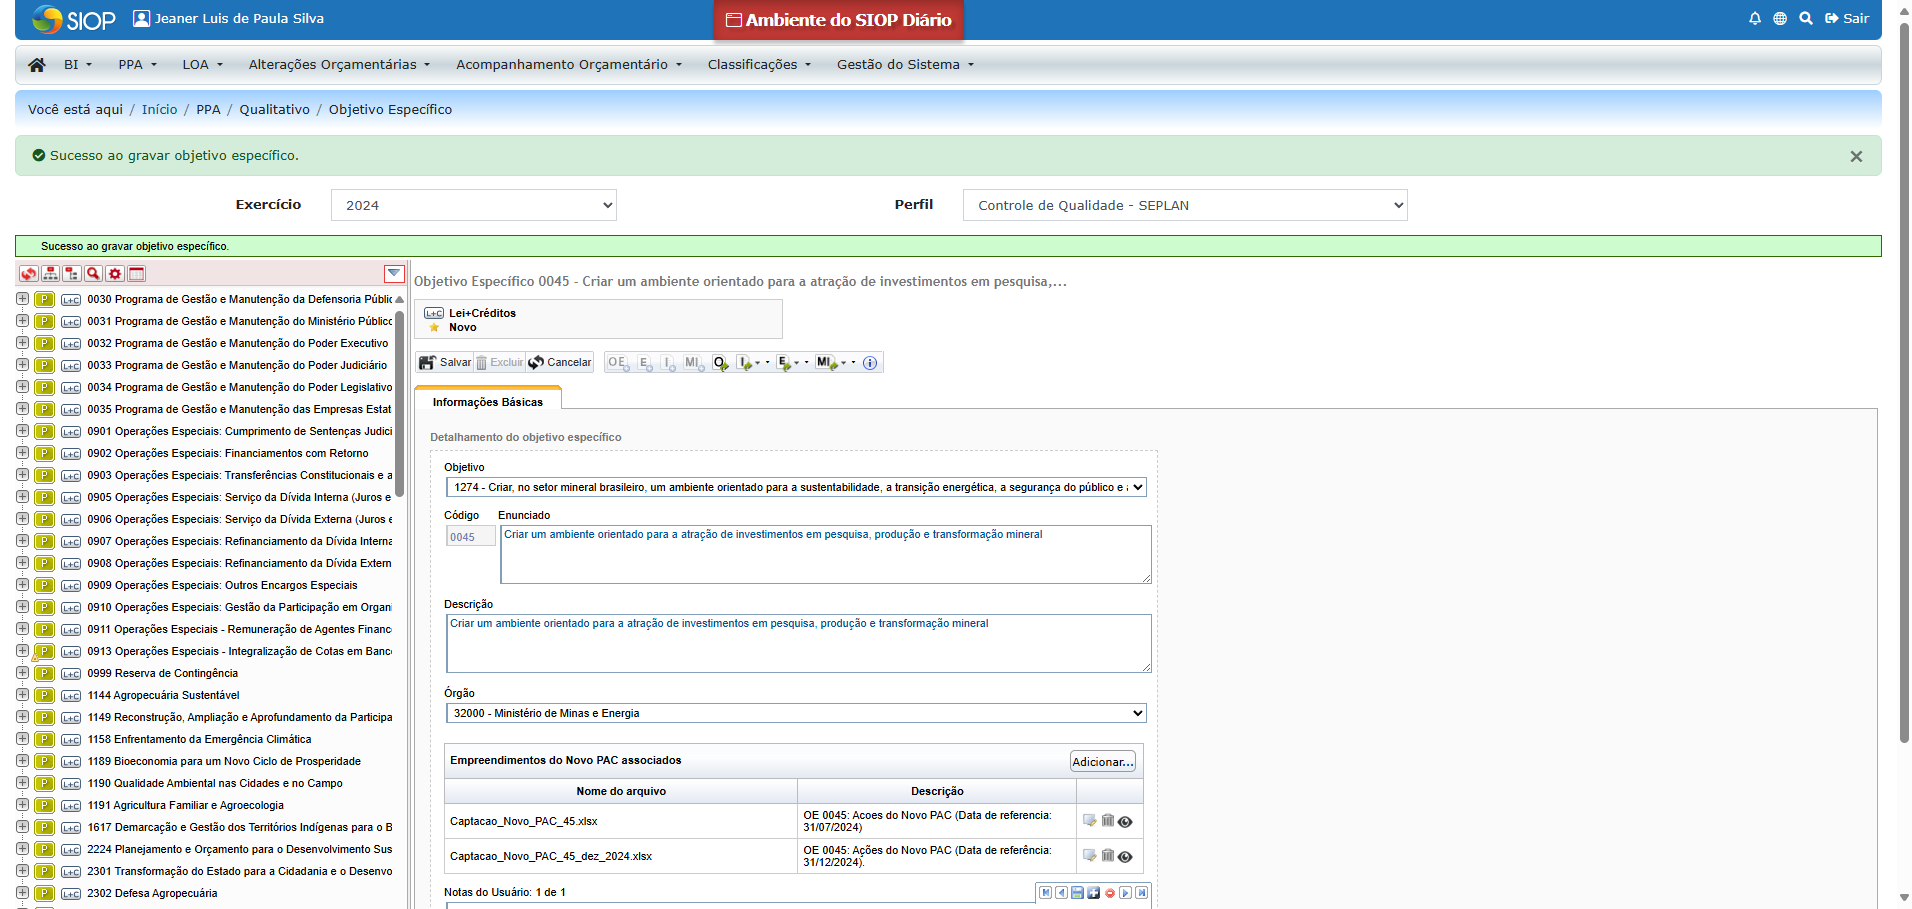 SIOP
Jeaner Luis de Paula Silva
Ambiente do SIOP Diário
Sair
BI
PPA
LOA
Alterações Orçamentárias
Acompanhamento Orçamentário
Classificações
Gestão do Sistema
Você está aqui / Início / PPA / Qualitativo / Objetivo Específico
Sucesso ao gravar objetivo específico.
Exercício
2024
Perfil
Controle de Qualidade - SEPLAN
Sucesso ao gravar objetivo específico.
P L+C 0030 Programa de Gestão e Manutenção da Defensoria Públic
P L+C 0031 Programa de Gestão e Manutenção do Ministério Público
P L+C 0032 Programa de Gestão e Manutenção do Poder Executivo
P L+C 0033 Programa de Gestão e Manutenção do Poder Judiciário
P L+C 0034 Programa de Gestão e Manutenção do Poder Legislativo
P L+C 0035 Programa de Gestão e Manutenção das Empresas Estat
P L+C 0901 Operações Especiais: Cumprimento de Sentenças Judici
P L+C 0902 Operações Especiais: Financiamentos com Retorno
P L+C 0903 Operações Especiais: Transferências Constitucionais e a
P L+C 0905 Operações Especiais: Serviço da Dívida Interna (Juros e
P L+C 0906 Operações Especiais: Serviço da Dívida Externa (Juros e
P L+C 0907 Operações Especiais: Refinanciamento da Dívida Interna
P L+C 0908 Operações Especiais: Refinanciamento da Dívida Extern
P L+C 0909 Operações Especiais: Outros Encargos Especiais
P L+C 0910 Operações Especiais: Gestão da Participação em Organi
P L+C 0911 Operações Especiais - Remuneração de Agentes Financ
P L+C 0913 Operações Especiais - Integralização de Cotas em Banc
P L+C 0999 Reserva de Contingência
P L+C 1144 Agropecuária Sustentável
P L+C 1149 Reconstrução, Ampliação e Aprofundamento da Participa
P L+C 1158 Enfrentamento da Emergência Climática
P L+C 1189 Bioeconomia para um Novo Ciclo de Prosperidade
P L+C 1190 Qualidade Ambiental nas Cidades e no Campo
P L+C 1191 Agricultura Familiar e Agroecologia
P L+C 1617 Demarcação e Gestão dos Territórios Indígenas para o B
P L+C 2224 Planejamento e Orçamento para o Desenvolvimento Sus
P L+C 2301 Transformação do Estado para a Cidadania e o Desenvo
P L+C 2302 Defesa Agropecuária
Objetivo Específico 0045 - Criar um ambiente orientado para a atração de investimentos em pesquisa,...
L+C Lei+Créditos
Novo
Salvar Excluir Cancelar OE E I MI O I E MI
Informações Básicas
Detalhamento do objetivo específico
Objetivo
1274 - Criar, no setor mineral brasileiro, um ambiente orientado para a sustentabilidade, a transição energética, a segurança do público e
Código Enunciado
0045
Criar um ambiente orientado para a atração de investimentos em pesquisa, produção e transformação mineral
Descrição
Criar um ambiente orientado para a atração de investimentos em pesquisa, produção e transformação mineral
Órgão
32000 - Ministério de Minas e Energia
Empreendimentos do Novo PAC associados
Adicionar...
Nome do arquivo Descrição
Captacao_Novo_PAC_45.xlsx
OE 0045: Acoes do Novo PAC (Data de referencia:
31/07/2024)
Captacao_Novo_PAC_45_dez_2024.xlsx
OE 0045: Ações do Novo PAC (Data de referência:
31/12/2024).
Notas do Usuário: 1 de 1